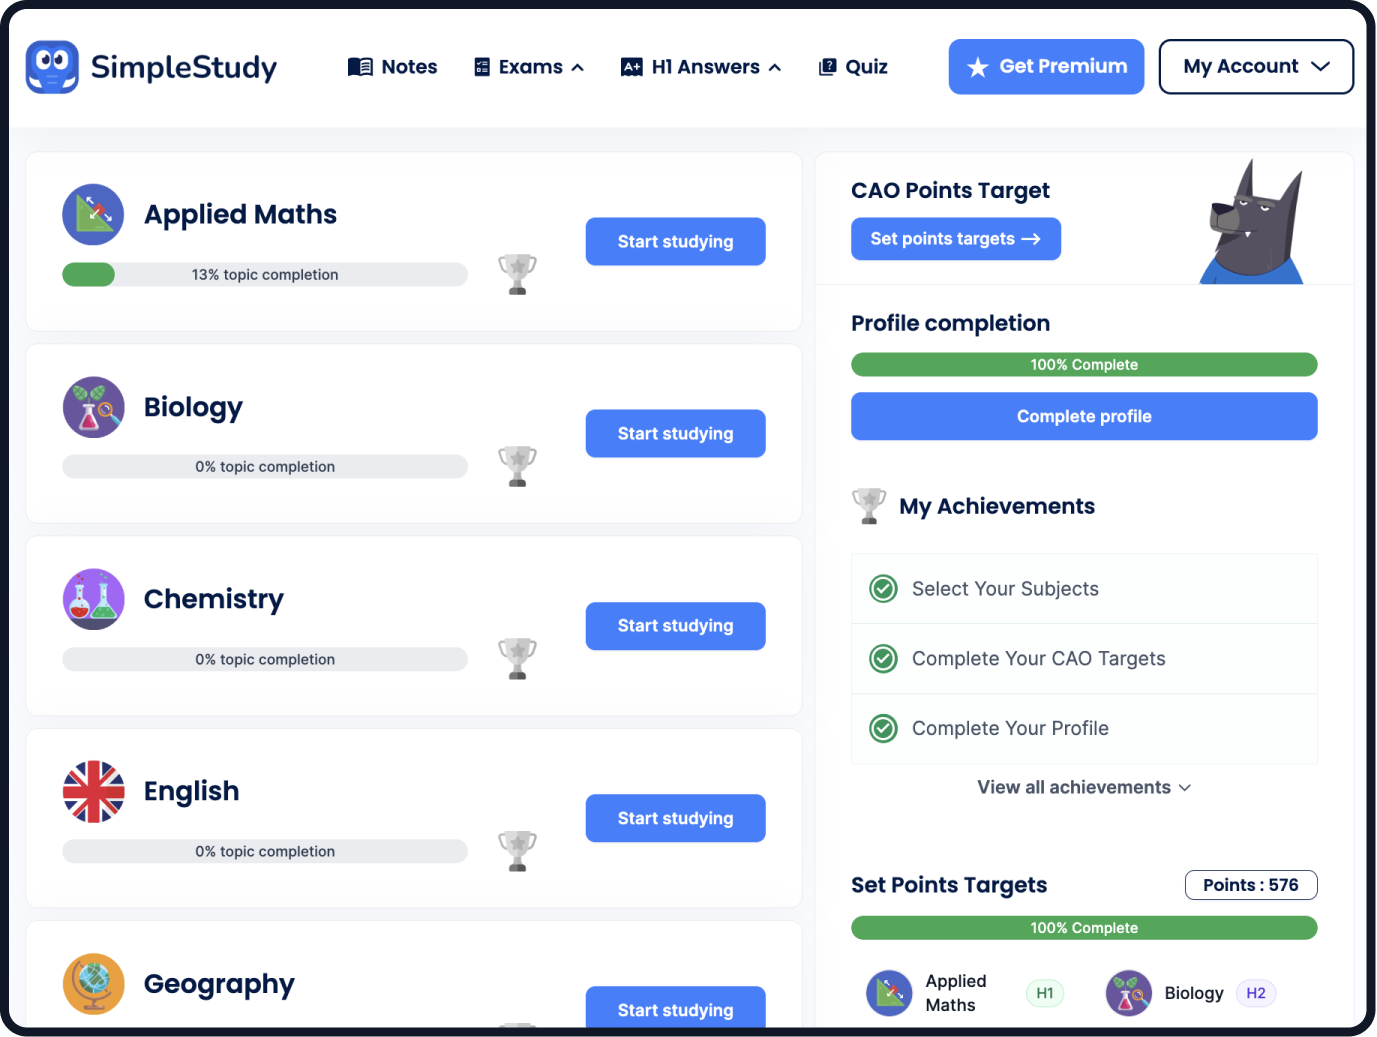 SimpleStudy
Notes
Exams
A+ H1 Answers
Quiz
Get Premium
My Account
Applied Maths
13% topic completion
Start studying
Biology
0% topic completion
Start studying
Chemistry
0% topic completion
Start studying
English
0% topic completion
Start studying
Geography
Start studying
CAO Points Target
Set points targets →
Profile completion
100% Complete
Complete profile
My Achievements
Select Your Subjects
Complete Your CAO Targets
Complete Your Profile
View all achievements
Set Points Targets
Points : 576
100% Complete
Applied
Maths
H1
Biology
H2